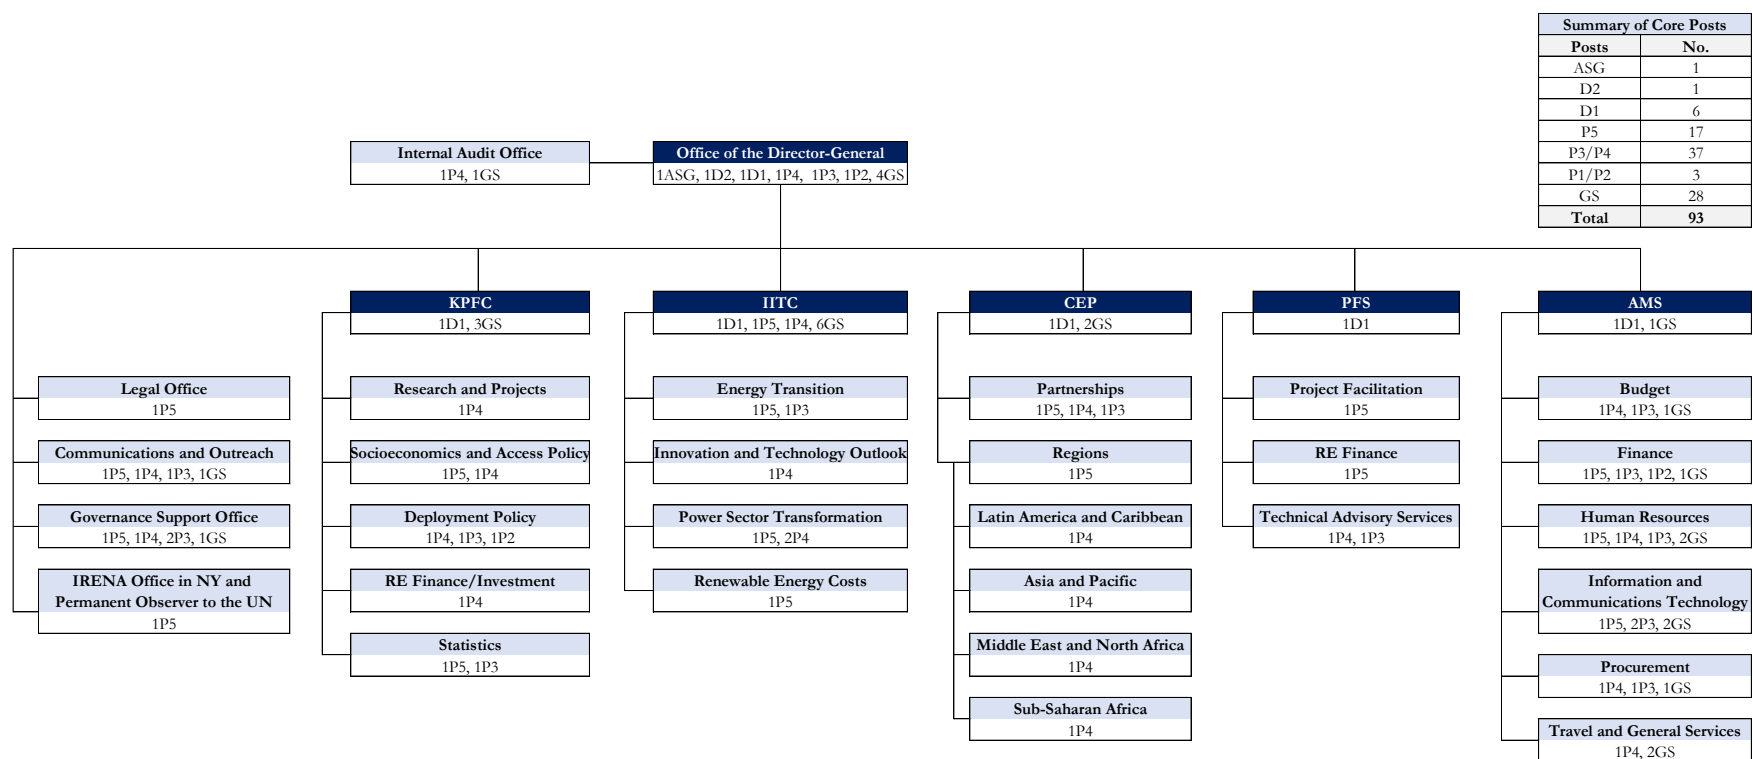 Summary of Core Posts
Posts No.
ASG 1
D2 1
D1 6
P5 17
P3/P4 37
P1/P2 3
GS 28
Total 93
Internal Audit Office
1P4, 1GS
Office of the Director-General
1ASG, 1D2, 1D1, 1P4, 1P3, 1P2, 4GS
Legal Office
1P5
Communications and Outreach
1P5, 1P4, 1P3, 1GS
Governance Support Office
1P5, 1P4, 2P3, 1GS
IRENA Office in NY and
Permanent Observer to the UN
1P5
KPFC
1D1, 3GS
Research and Projects
1P4
Socioeconomics and Access Policy
1P5, 1P4
Deployment Policy
1P4, 1P3, 1P2
RE Finance/Investment
1P4
Statistics
1P5, 1P3
IITC
1D1, 1P5, 1P4, 6GS
Energy Transition
1P5, 1P3
Innovation and Technology Outlook
1P4
Power Sector Transformation
1P5, 2P4
Renewable Energy Costs
1P5
CEP
1D1, 2GS
Partnerships
1P5, 1P4, 1P3
Regions
1P5
Latin America and Caribbean
1P4
Asia and Pacific
1P4
Middle East and North Africa
1P4
Sub-Saharan Africa
1P4
PFS
1D1
Project Facilitation
1P5
RE Finance
1P5
Technical Advisory Services
1P4, 1P3
AMS
1D1, 1GS
Budget
1P4, 1P3, 1GS
Finance
1P5, 1P3, 1P2, 1GS
Human Resources
1P5, 1P4, 1P3, 2GS
Information and
Communications Technology
1P5, 2P3, 2GS
Procurement
1P4, 1P3, 1GS
Travel and General Services
1P4, 2GS